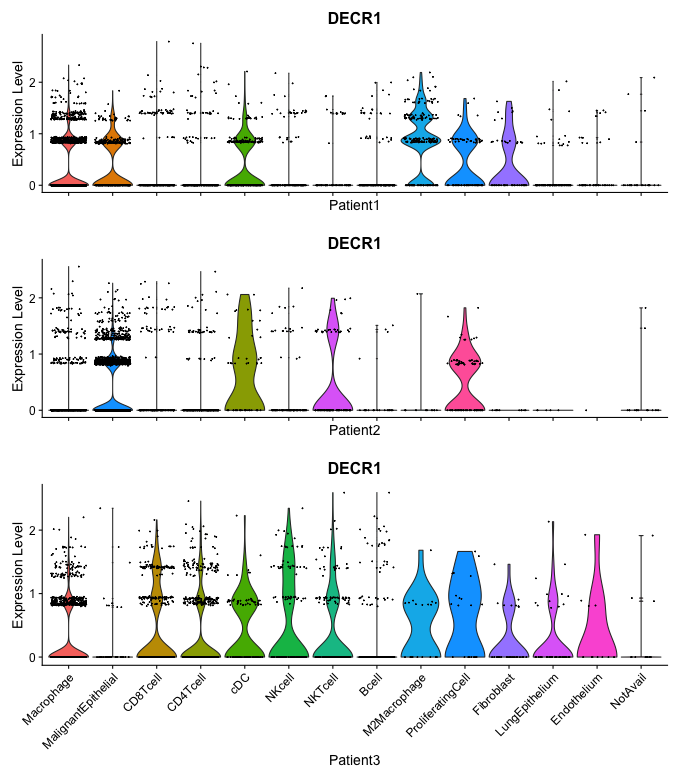 DECR1
Expression Level
2
1
0
Patient1
DECR1
Expression Level
2
1
0
Patient2
DECR1
Expression Level
2
1
0
Macrophage
MalignantEpithelial
CD8Tcell
CD4Tcell
cDC
NKcell
NKTcell
Bcell
M2Macrophage
ProliferatingCell
Fibroblast
LungEpithelium
Endothelium
NotAvail
Patient3